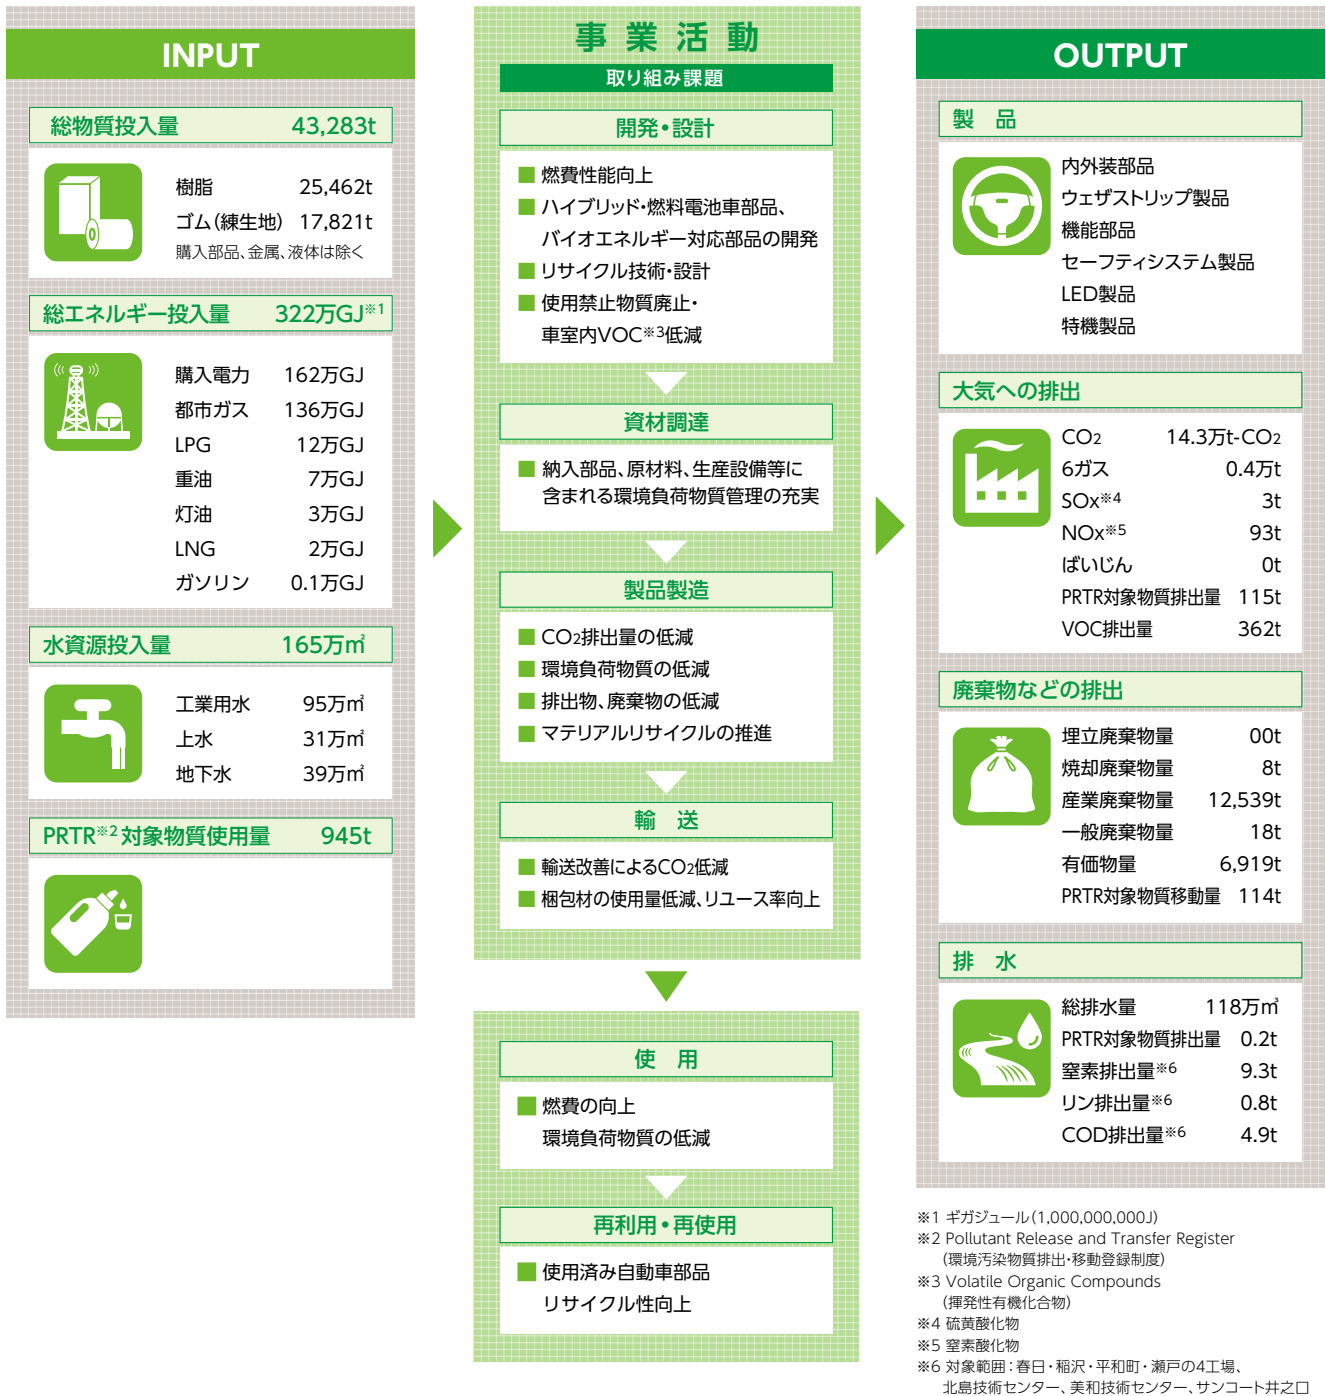 INPUT
総物質投入量 43,283t
樹脂 25,462t
ゴム(練生地) 17,821t
購入部品、金属、液体は除く
総エネルギー投入量 322万GJ※1
購入電力 162万GJ
都市ガス 136万GJ
LPG 12万GJ
重油 7万GJ
灯油 3万GJ
LNG 2万GJ
ガソリン 0.1万GJ
水資源投入量 165万㎥
工業用水 95万㎥
上水 31万㎥
地下水 39万㎥
PRTR※2対象物質使用量 945t
事業活動
取り組み課題
開発・設計
■ 燃費性能向上
■ ハイブリッド・燃料電池車部品、
バイオエネルギー対応部品の開発
■ リサイクル技術・設計
■ 使用禁止物質廃止・
車室内VOC※3低減
資材調達
■ 納入部品、原材料、生産設備等に
含まれる環境負荷物質管理の充実
製品製造
■ CO2排出量の低減
■ 環境負荷物質の低減
■ 排出物、廃棄物の低減
■ マテリアルリサイクルの推進
輸 送
■ 輸送改善によるCO2低減
■ 梱包材の使用量低減、リユース率向上
使 用
■ 燃費の向上
環境負荷物質の低減
再利用・再使用
■ 使用済み自動車部品
リサイクル性向上
OUTPUT
製 品
内外装部品
ウェザストリップ製品
機能部品
セーフティシステム製品
LED製品
特機製品
大気への排出
CO2 14.3万t-CO2
6ガス 0.4万t
SOx※4 3t
NOx※5 93t
ばいじん 0t
PRTR対象物質排出量 115t
VOC排出量 362t
廃棄物などの排出
埋立廃棄物量 00t
焼却廃棄物量 8t
産業廃棄物量 12,539t
一般廃棄物量 18t
有価物量 6,919t
PRTR対象物質移動量 114t
排 水
総排水量 118万㎥
PRTR対象物質排出量 0.2t
窒素排出量※6 9.3t
リン排出量※6 0.8t
COD排出量※6 4.9t
※1 ギガジュール(1,000,000,000J)
※2 Pollutant Release and Transfer Register
(環境汚染物質排出・移動登録制度)
※3 Volatile Organic Compounds
(揮発性有機化合物)
※4 硫黄酸化物
※5 窒素酸化物
※6 対象範囲：春日・稲沢・平和町・瀬戸の4工場、
北島技術センター、美和技術センター、サンコート井之口